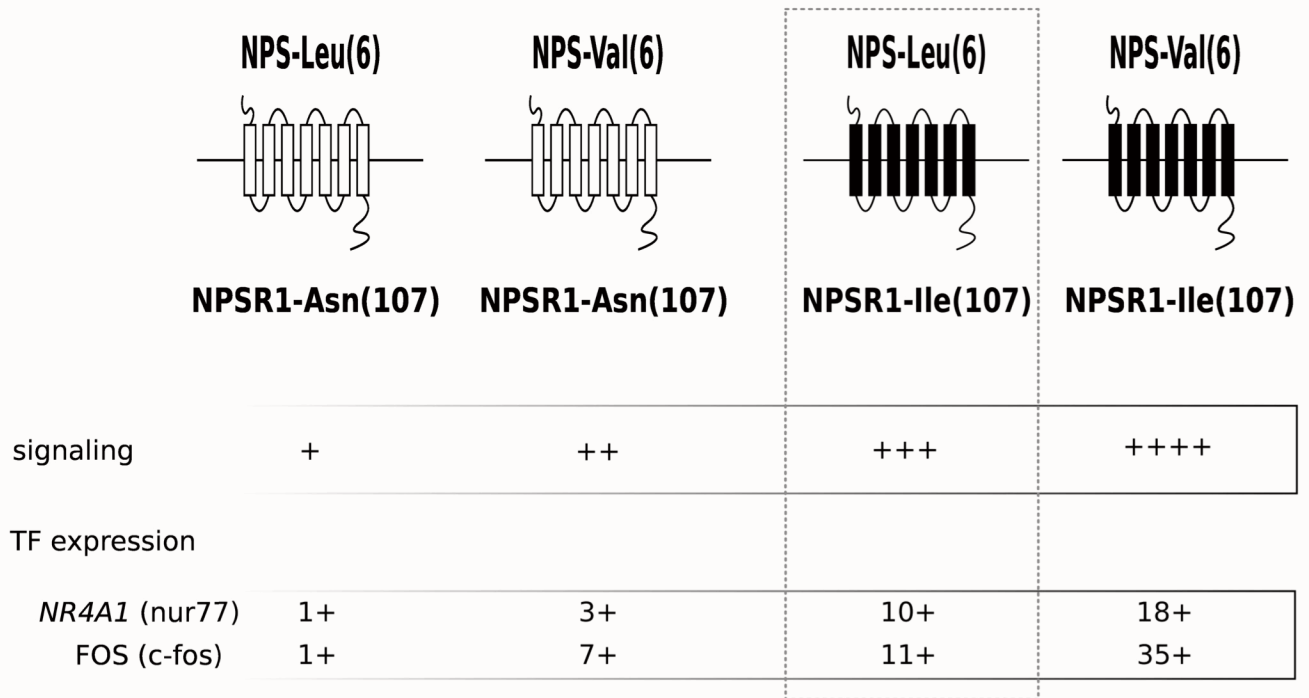 NPS-Leu(6) NPS-Val(6) NPS-Leu(6) NPS-Val(6)
NPSR1-Asn(107) NPSR1-Asn(107) NPSR1-Ile(107) NPSR1-Ile(107)
signaling + ++ +++ ++++
TF expression
NR4A1 (nur77) 1+ 3+ 10+ 18+
FOS (c-fos) 1+ 7+ 11+ 35+